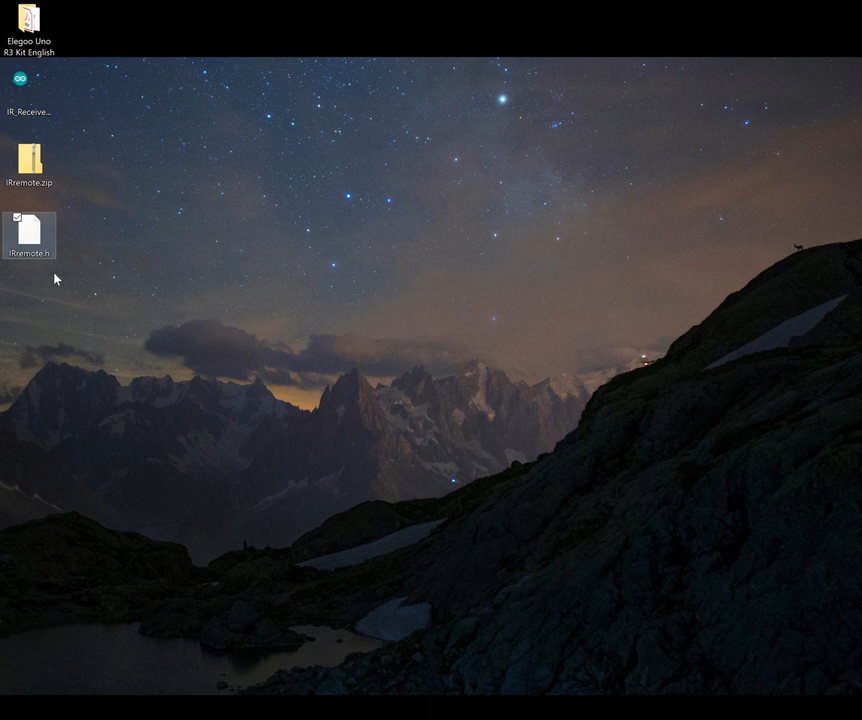 Elegoo Uno
R3 Kit English
IR_Receive...
IRremote.zip
IRremote.h